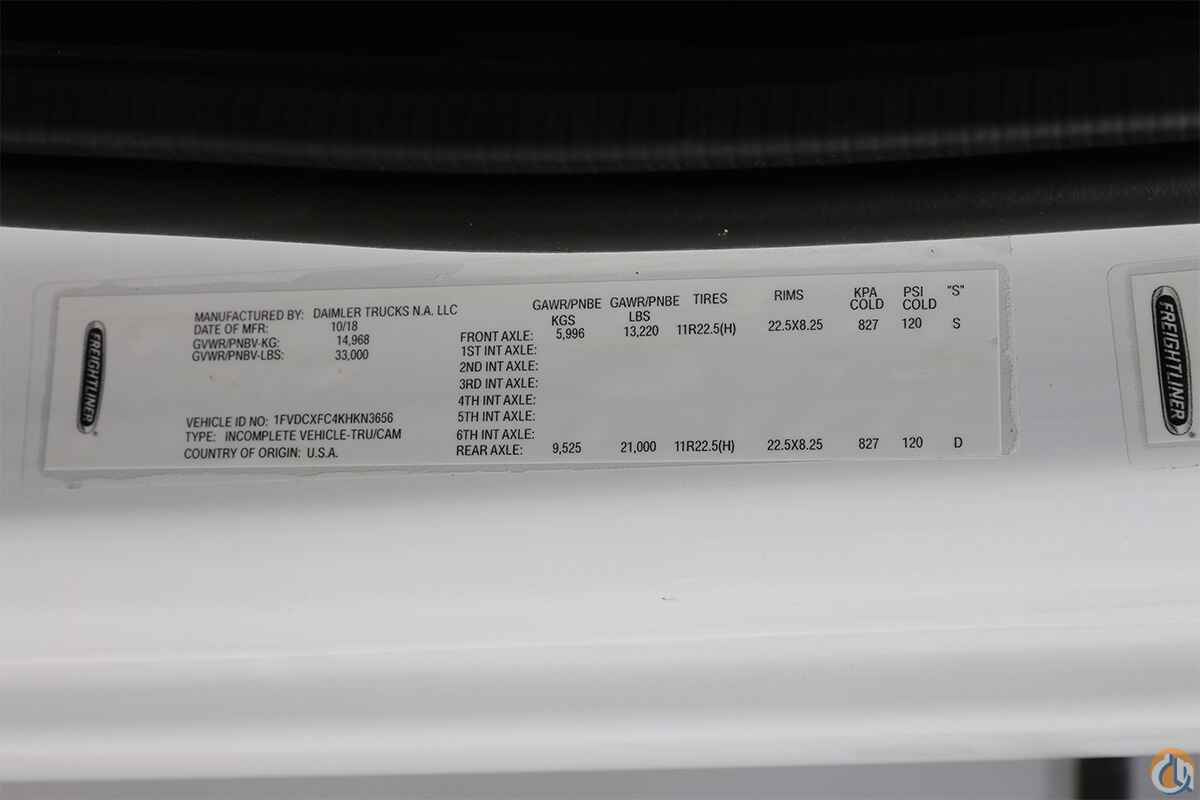 FREIGHTLINER
MANUFACTURED BY: DAIMLER TRUCKS N.A. LLC
DATE OF MFR: 10/18
GVWR/PNBV-KG: 14,968
GVWR/PNBV-LBS: 33,000
VEHICLE ID NO: 1FVDCXFC4KHKN3656
TYPE: INCOMPLETE VEHICLE-TRU/CAM
COUNTRY OF ORIGIN: U.S.A.
GAWR/PNBE KGS GAWR/PNBE LBS TIRES RIMS KPA COLD PSI COLD "S"
FRONT AXLE: 5,996 13,220 11R22.5(H) 22.5X8.25 827 120 S
1ST INT AXLE:
2ND INT AXLE:
3RD INT AXLE:
4TH INT AXLE:
5TH INT AXLE:
6TH INT AXLE:
REAR AXLE: 9,525 21,000 11R22.5(H) 22.5X8.25 827 120 D
FREIGHTLINER